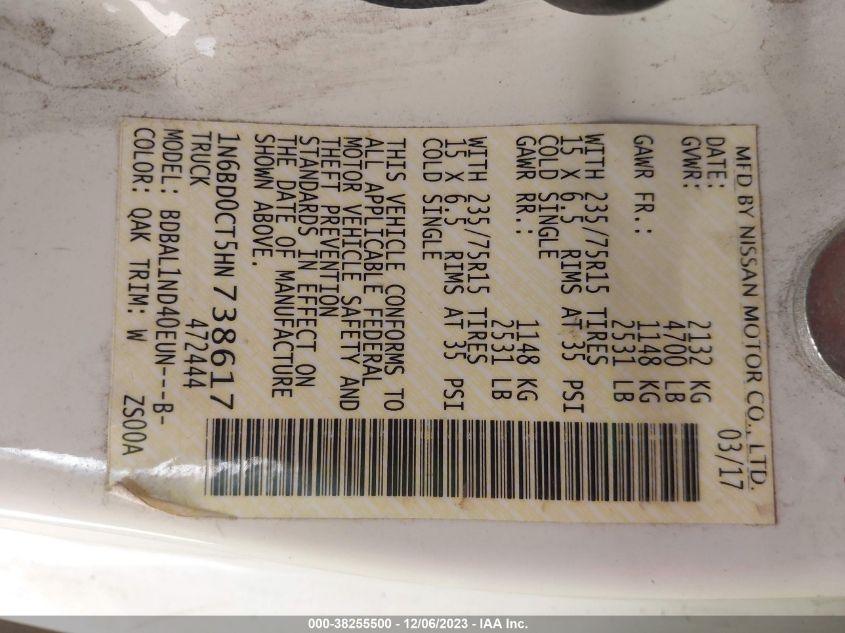 MFD BY NISSAN MOTOR CO., LTD.
DATE: 03/17
GVWR: 2132 KG
4700 LB
GAWR FR.: 1148 KG
2531 LB
WITH 235/75R15 TIRES
15 X 6.5 RIMS AT 35 PSI
COLD SINGLE
GAWR RR.: 1148 KG
2531 LB
WITH 235/75R15 TIRES
15 X 6.5 RIMS AT 35 PSI
COLD SINGLE
THIS VEHICLE CONFORMS TO
ALL APPLICABLE FEDERAL
MOTOR VEHICLE SAFETY AND
THEFT PREVENTION
STANDARDS IN EFFECT ON
THE DATE OF MANUFACTURE
SHOWN ABOVE.
1N6BD0CT5HN738617
TRUCK 472444
MODEL: BDBAL1ND40EUN---B-
COLOR: QAK TRIM: W ZS00A
000-38255500 - 12/06/2023 - IAA Inc.